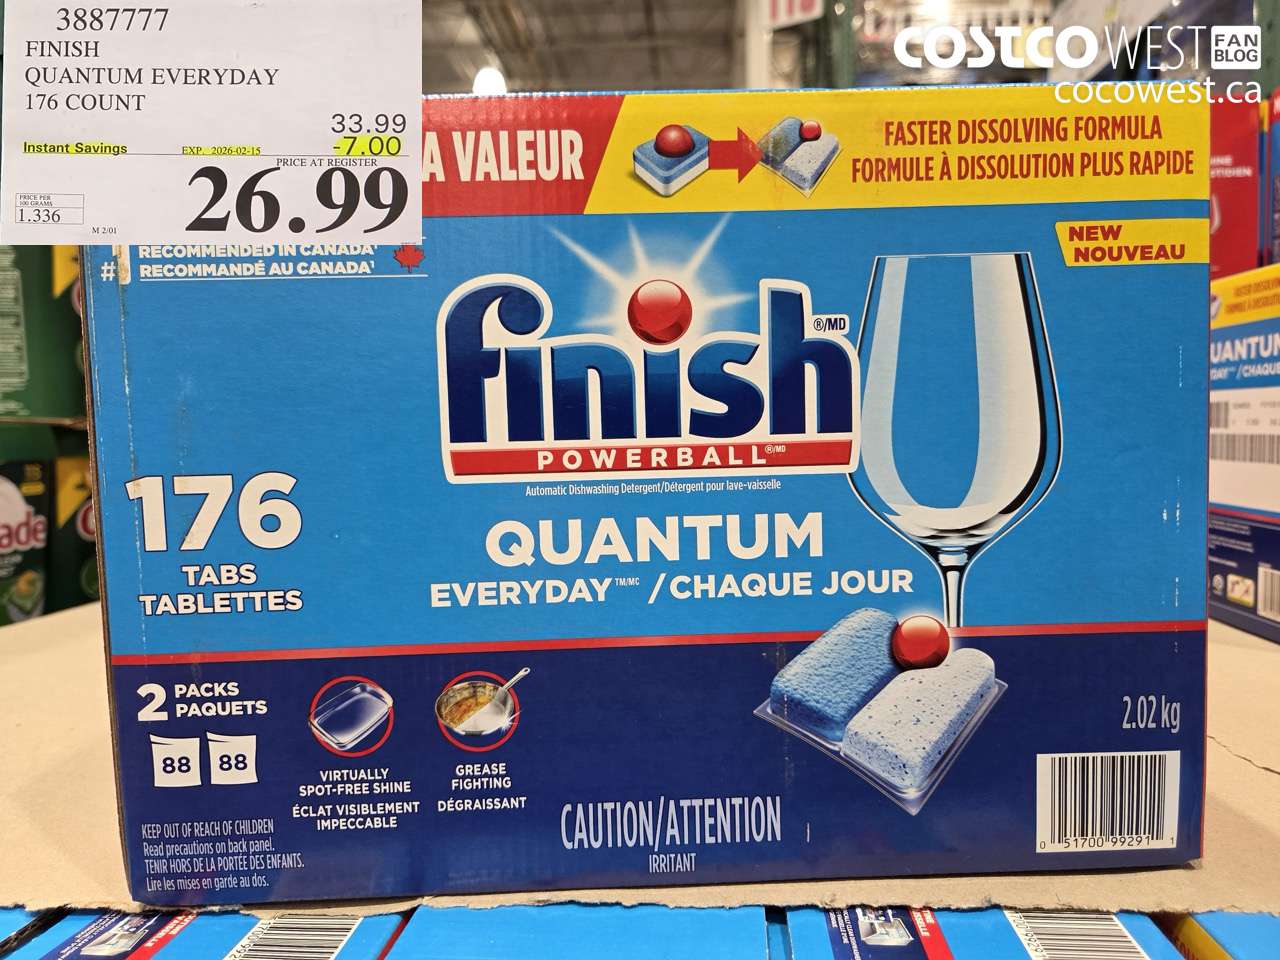 3887777
FINISH
QUANTUM EVERYDAY
176 COUNT
33.99
Instant Savings EXP. 2026-02-15 -7.00
PRICE AT REGISTER
26.99
PRICE PER
100 GRAMS
1.336
M 2/01
COSTCO WEST FAN BLOG
cocowest.ca
A VALEUR
FASTER DISSOLVING FORMULA
FORMULE À DISSOLUTION PLUS RAPIDE
NEW
NOUVEAU
RECOMMENDED IN CANADA¹
# RECOMMANDÉ AU CANADA¹
finish ®/MD
POWERBALL®/MD
Automatic Dishwashing Detergent/Détergent pour lave-vaisselle
QUANTUM
EVERYDAY™/MC /CHAQUE JOUR
176
TABS
TABLETTES
2 PACKS
PAQUETS
88 88
VIRTUALLY
SPOT-FREE SHINE
ÉCLAT VISIBLEMENT
IMPECCABLE
GREASE
FIGHTING
DÉGRAISSANT
2.02 kg
KEEP OUT OF REACH OF CHILDREN
Read precautions on back panel.
TENIR HORS DE LA PORTÉE DES ENFANTS.
Lire les mises en garde au dos.
CAUTION/ATTENTION
IRRITANT
0 51700 99291 1